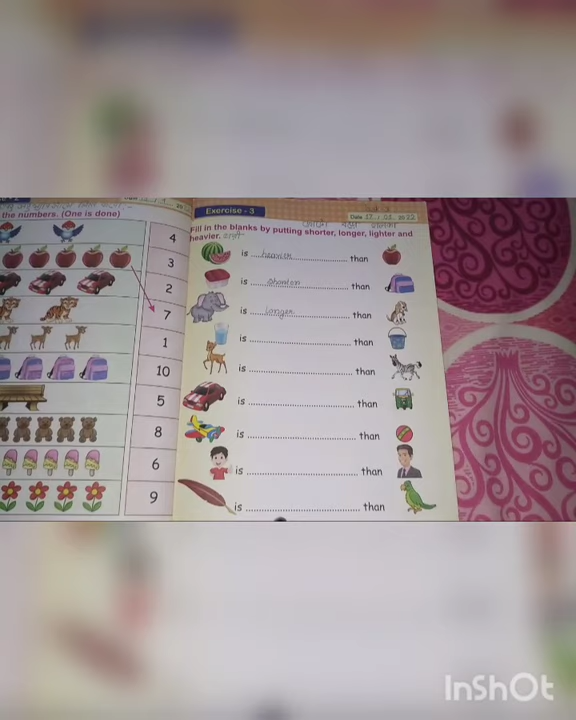 the numbers. (One is done)
4
3
2
7
1
10
5
8
6
9
Exercise - 3
Date
Fill in the blanks by putting shorter, longer, lighter and
heavier.
is heavier than
is shorter than
is longer than
is ........ than
is ........ than
is ........ than
is ........ than
is ........ than
is ........ than
InShOt